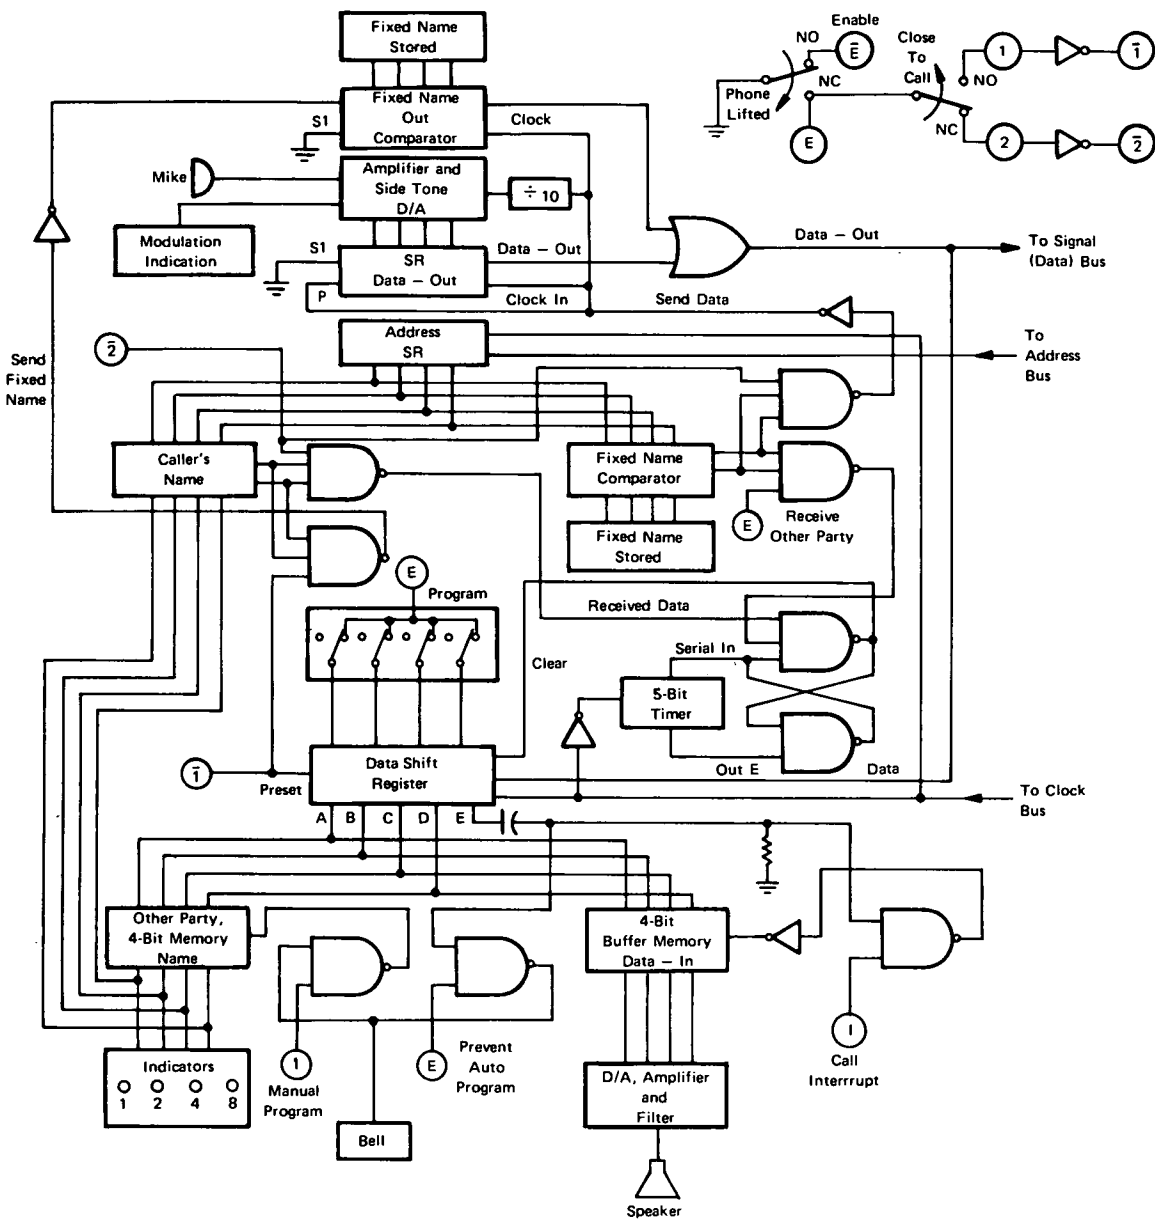 Fixed Name
Stored
Fixed Name
Out
Comparator
S1
Clock
Mike
Amplifier and
Side Tone
D/A
÷ 10
Modulation
Indication
S1
SR
Data – Out
P
Data – Out
Clock In
Send Data
Data – Out
To Signal
(Data) Bus
Enable
NO
E̅
NC
Phone
Lifted
E
Close
To
Call
NO
NC
1
1̅
2
2̅
Send
Fixed
Name
2̅
Address
SR
To
Address
Bus
Caller's
Name
Fixed Name
Comparator
Fixed Name
Stored
E
Receive
Other Party
E
Program
Received Data
Clear
Serial In
5-Bit
Timer
Out E
Data
1̅
Preset
Data Shift
Register
A
B
C
D
E
To Clock
Bus
Other Party,
4-Bit Memory
Name
4-Bit
Buffer Memory
Data – In
Indicators
1
2
4
8
1
Manual
Program
E
Prevent
Auto
Program
Bell
D/A, Amplifier
and
Filter
Speaker
I
Call
Interrrupt